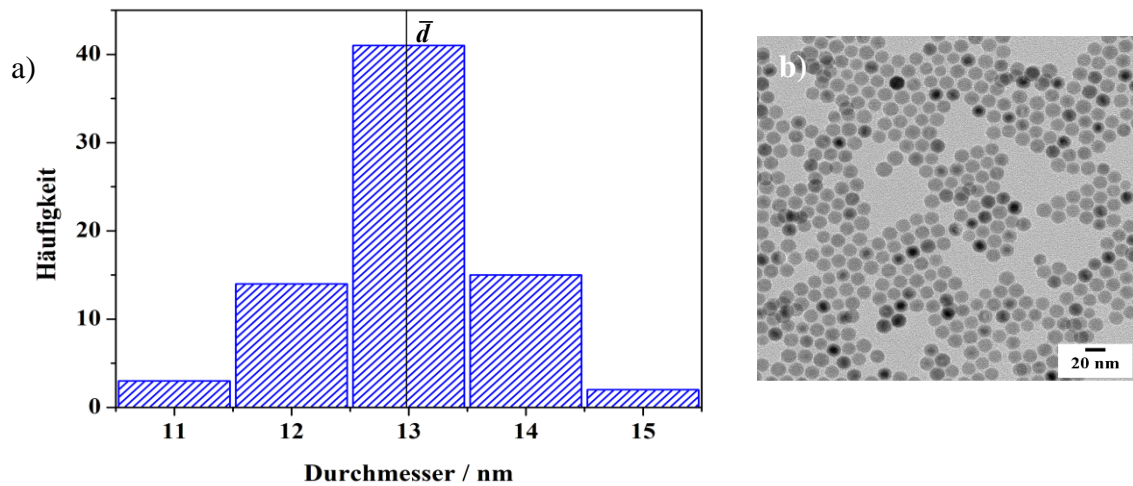 a)
d̄
40
30
20
10
0
Häufigkeit
11 12 13 14 15
Durchmesser / nm
b)
20 nm